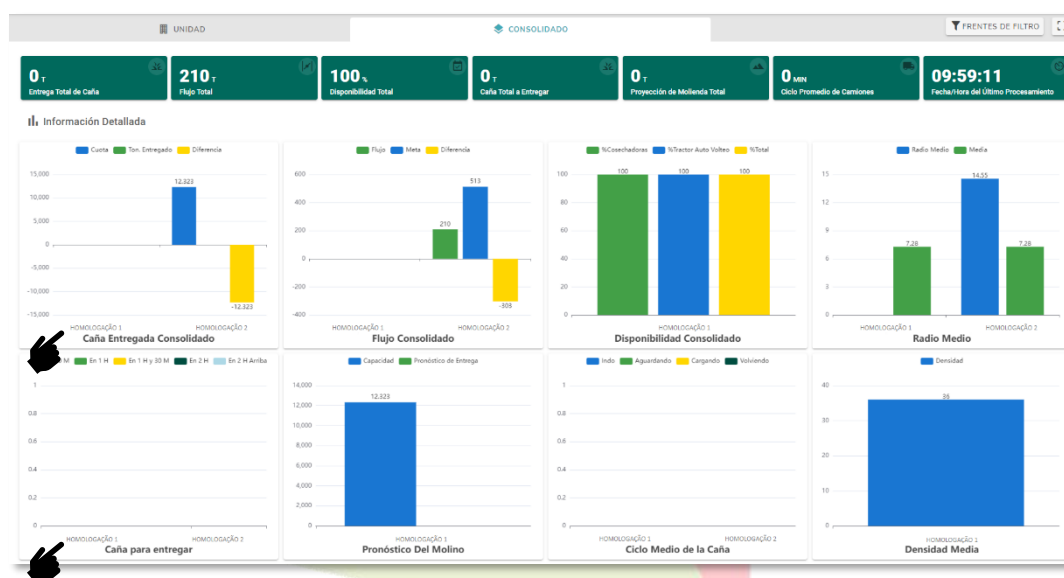 UNIDAD
CONSOLIDADO
FRENTES DE FILTRO
0 T
Entrega Total de Caña
210 T
Flujo Total
100 %
Disponibilidad Total
0 T
Caña Total a Entregar
0 T
Proyección de Molienda Total
0 MIN
Ciclo Promedio de Camiones
09:59:11
Fecha/Hora del Último Procesamiento
Información Detallada
Cuota Ton. Entregado Diferencia
15,000
12.323
10,000
5,000
0
-5,000
-10,000
-12.323
-15,000
HOMOLOGAÇÃO 1 HOMOLOGAÇÃO 2
Caña Entregada Consolidado
Flujo Meta Diferencia
600
513
400
210
200
0
-200
-303
-400
HOMOLOGAÇÃO 1 HOMOLOGAÇÃO 2
Flujo Consolidado
%Cosechadoras %Tractor Auto Volteo %Total
100 100 100 100
80
60
40
20
0
HOMOLOGAÇÃO 1
Disponibilidad Consolidado
Radio Medio Media
15
14,55
12
9
7,28 7,28
6
3
0
HOMOLOGAÇÃO 1 HOMOLOGAÇÃO 2
Radio Medio
M En 1 H En 1 H y 30 M En 2 H En 2 H Arriba
1
0.8
0.6
0.4
0.2
0
HOMOLOGAÇÃO 1 HOMOLOGAÇÃO 2
Caña para entregar
Capacidad Pronóstico de Entrega
14,000
12.323
12,000
10,000
8,000
6,000
4,000
2,000
0
HOMOLOGAÇÃO 1
Pronóstico Del Molino
Indo Aguardando Cargando Volviendo
1
0.8
0.6
0.4
0.2
0
HOMOLOGAÇÃO 1 HOMOLOGAÇÃO 2
Ciclo Medio de la Caña
Densidad
40
36
30
20
10
0
HOMOLOGAÇÃO 1
Densidad Media